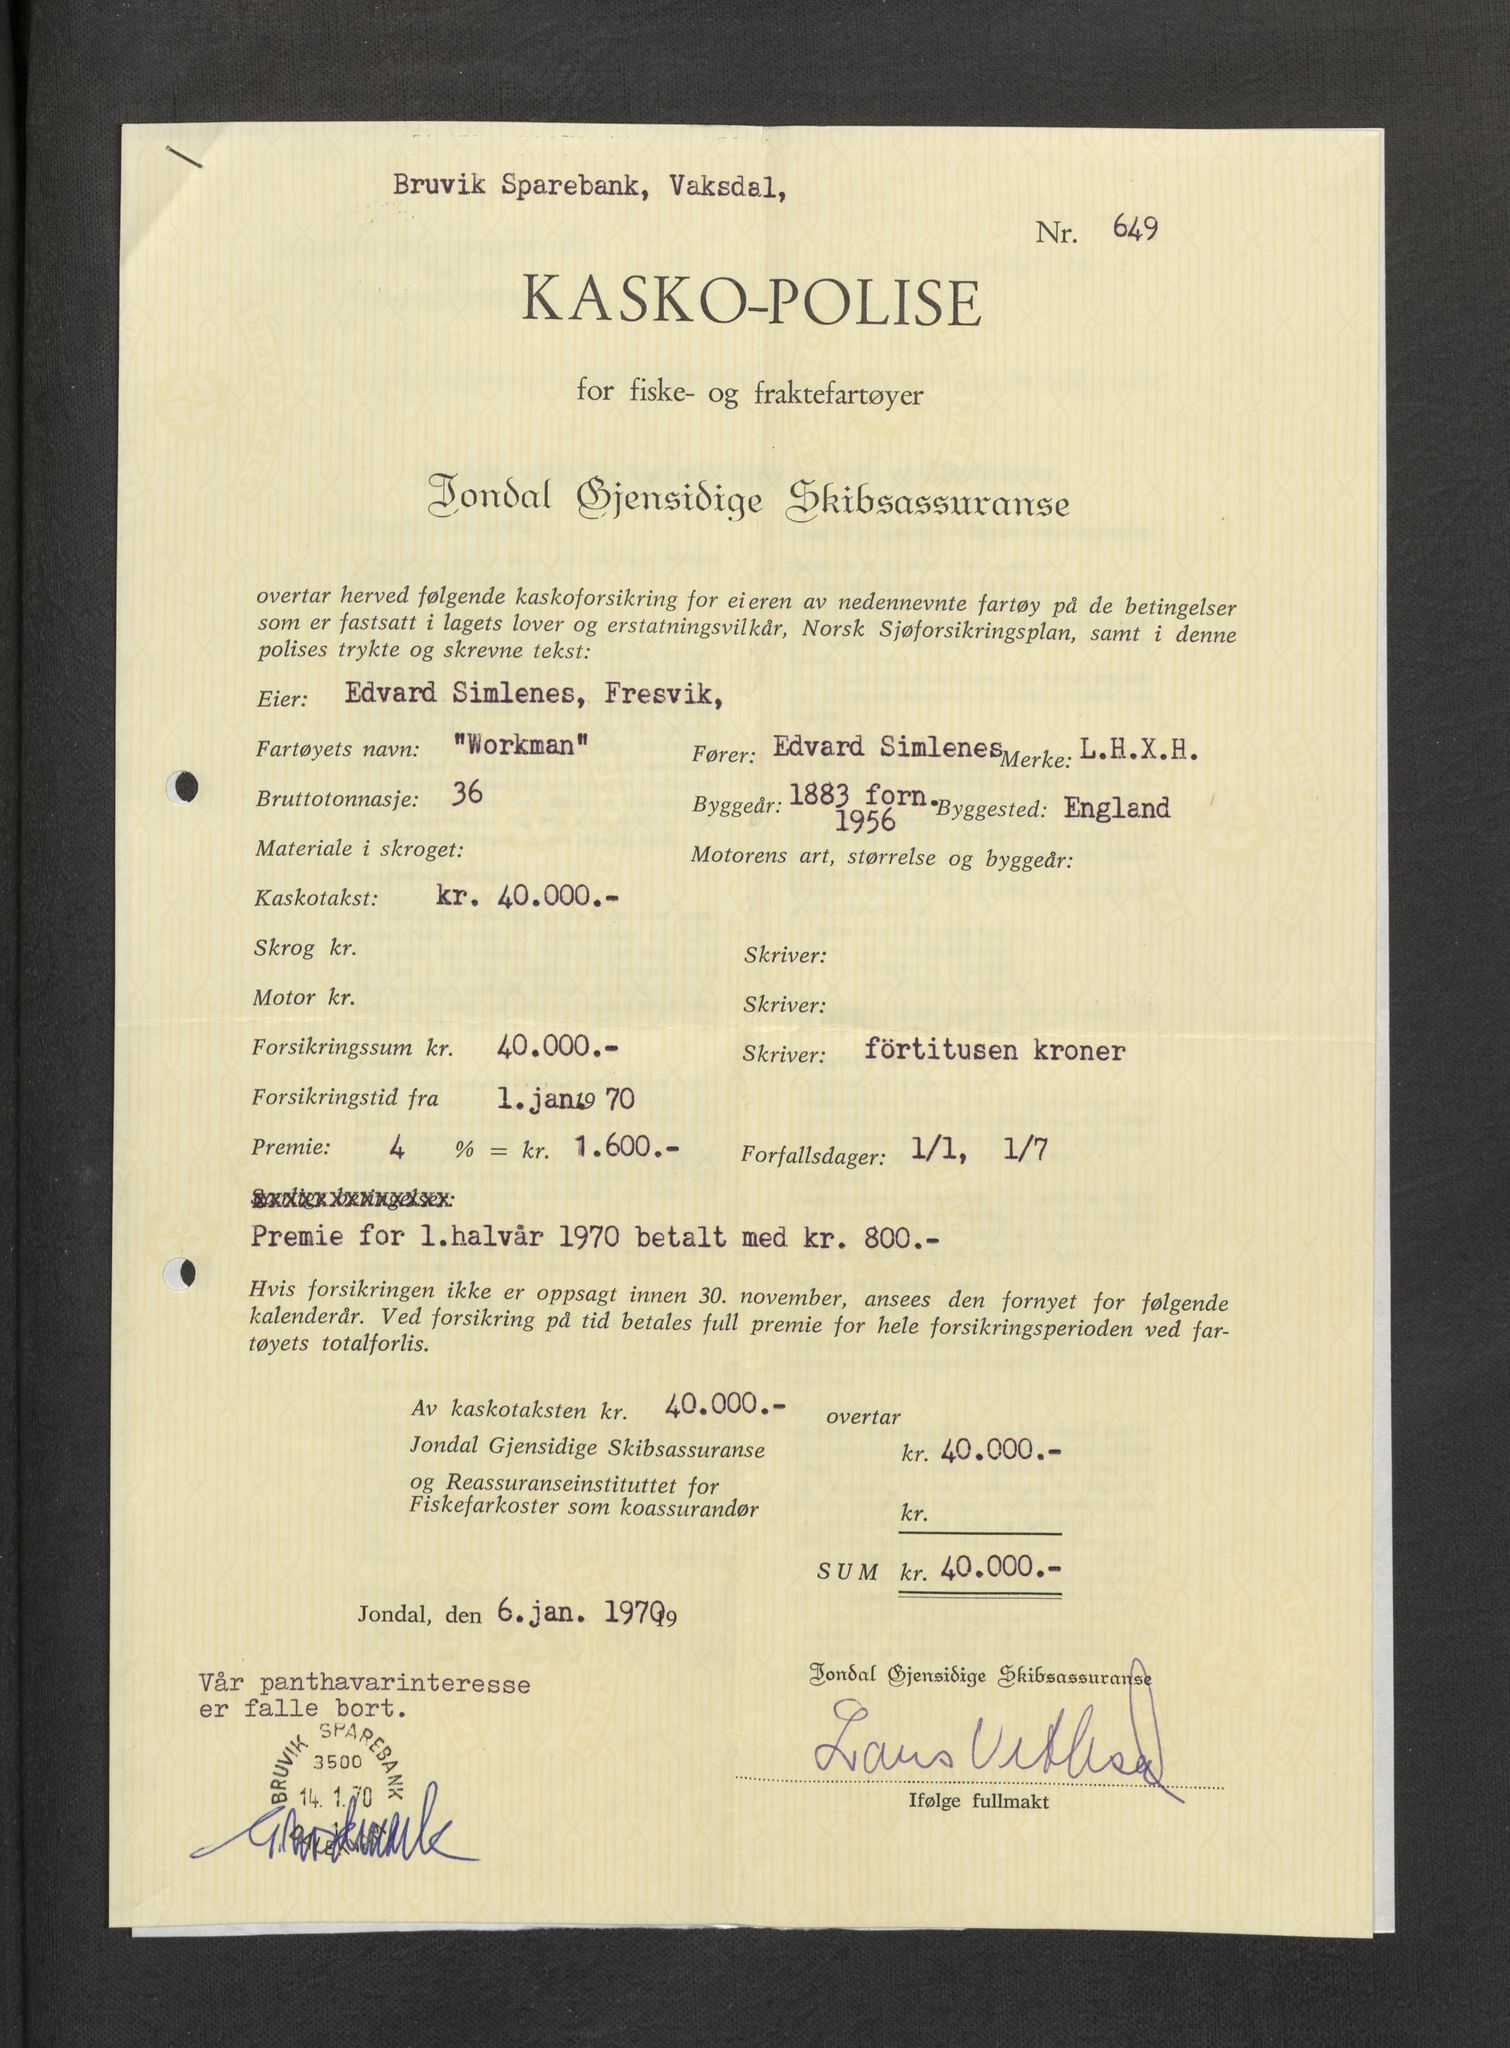 Bruvik Sparebank, Vaksdal,
Nr. 649
KASKO-POLISE
for fiske- og fraktefartøyer
Jondal Gjensidige Skibsassuranse
overtar herved følgende kaskoforsikring for eieren av nedennevnte fartøy på de betingelser
som er fastsatt i lagets lover og erstatningsvilkår, Norsk Sjøforsikringsplan, samt i denne
polises trykte og skrevne tekst:
Eier: Edvard Simlenes, Fresvik,
Fartøyets navn: "Workman" Fører: Edvard Simlenes Merke: L.H.X.H.
Bruttotonnasje: 36 Byggeår: 1883 forn. Byggested: England
1956
Materiale i skroget: Motorens art, størrelse og byggeår:
Kaskotakst: kr. 40.000.-
Skrog kr. Skriver:
Motor kr. Skriver:
Forsikringssum kr. 40.000.- Skriver: förtitusen kroner
Forsikringstid fra 1.jan. 19 70
Premie: 4 % = kr. 1.600.- Forfallsdager: 1/1, 1/7
Særlige betingelser:
Premie for 1.halvår 1970 betalt med kr. 800.-
Hvis forsikringen ikke er oppsagt innen 30. november, ansees den fornyet for følgende
kalenderår. Ved forsikring på tid betales full premie for hele forsikringsperioden ved far-
tøyets totalforlis.
Av kaskotaksten kr. 40.000.- overtar
Jondal Gjensidige Skibsassuranse kr. 40.000.-
og Reassuranseinstituttet for
Fiskefarkoster som koassurandør kr.
SUM kr. 40.000.-
Jondal, den 6.jan. 1970 19
Vår panthavarinteresse
er falle bort.
Jondal Gjensidige Skibsassuranse
BRUVIK SPAREBANK
3500
14. 1. 70
Lars
Ifølge fullmakt